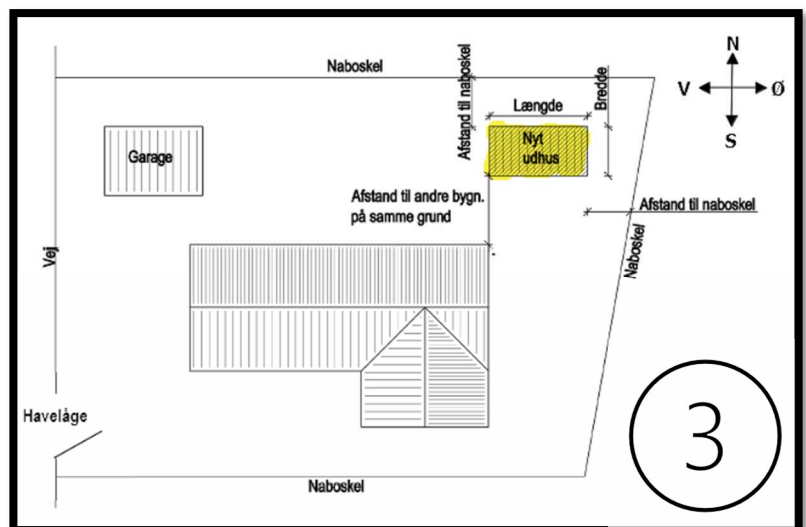 Naboskel
N
V
Ø
S
Afstand til naboskel
Længde
Bredde
Garage
Nyt
udhus
Afstand til andre bygn.
på samme grund
Afstand til naboskel
Vej
Naboskel
Havelåge
3
Naboskel